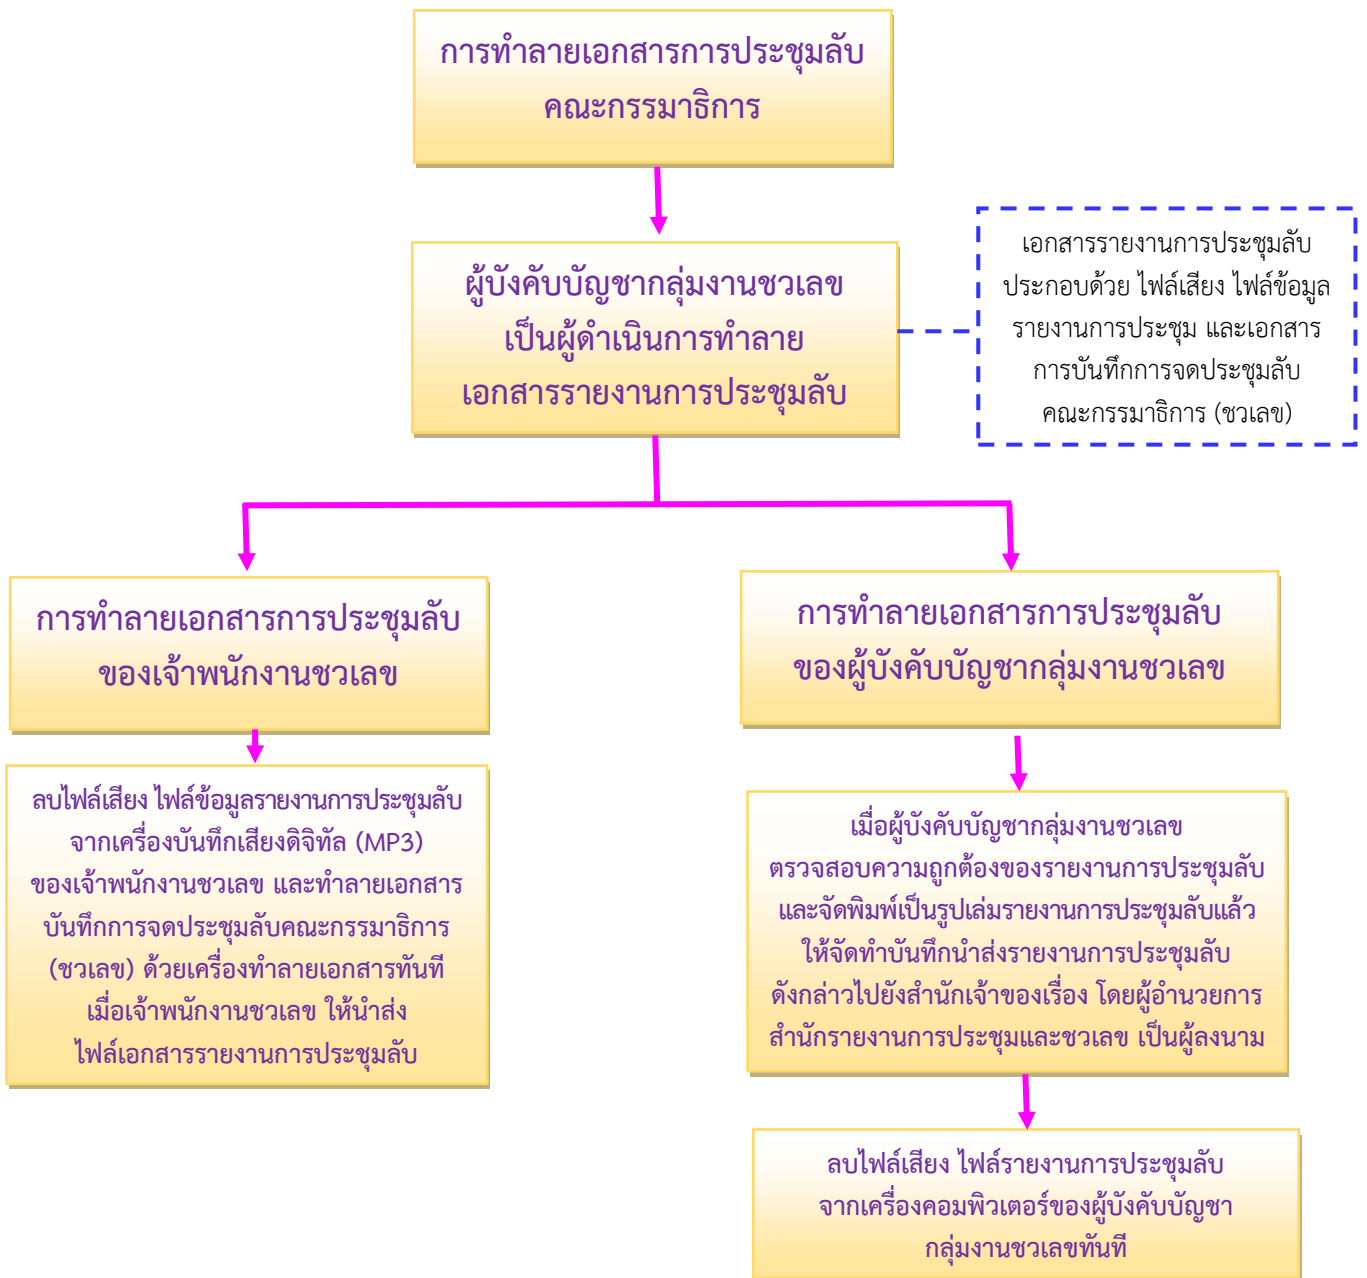 การทำลายเอกสารการประชุมลับ
คณะกรรมาธิการ
ผู้บังคับบัญชากลุ่มงานชวเลข
เป็นผู้ดำเนินการทำลาย
เอกสารรายงานการประชุมลับ
เอกสารรายงานการประชุมลับ
ประกอบด้วย ไฟล์เสียง ไฟล์ข้อมูล
รายงานการประชุม และเอกสาร
การบันทึกการจดประชุมลับ
คณะกรรมาธิการ (ชวเลข)
การทำลายเอกสารการประชุมลับ
ของเจ้าพนักงานชวเลข
ลบไฟล์เสียง ไฟล์ข้อมูลรายงานการประชุมลับ
จากเครื่องบันทึกเสียงดิจิทัล (MP3)
ของเจ้าพนักงานชวเลข และทำลายเอกสาร
บันทึกการจดประชุมลับคณะกรรมาธิการ
(ชวเลข) ด้วยเครื่องทำลายเอกสารทันที
เมื่อเจ้าพนักงานชวเลข ให้นำส่ง
ไฟล์เอกสารรายงานการประชุมลับ
การทำลายเอกสารการประชุมลับ
ของผู้บังคับบัญชากลุ่มงานชวเลข
เมื่อผู้บังคับบัญชากลุ่มงานชวเลข
ตรวจสอบความถูกต้องของรายงานการประชุมลับ
และจัดพิมพ์เป็นรูปเล่มรายงานการประชุมลับแล้ว
ให้จัดทำบันทึกนำส่งรายงานการประชุมลับ
ดังกล่าวไปยังสำนักเจ้าของเรื่อง โดยผู้อำนวยการ
สำนักรายงานการประชุมและชวเลข เป็นผู้ลงนาม
ลบไฟล์เสียง ไฟล์รายงานการประชุมลับ
จากเครื่องคอมพิวเตอร์ของผู้บังคับบัญชา
กลุ่มงานชวเลขทันที